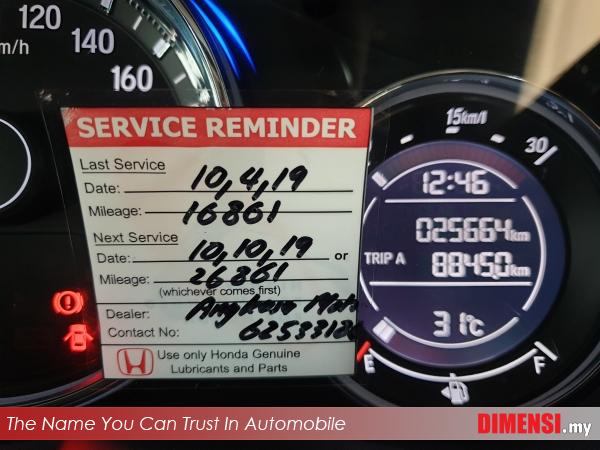 120
km/h
140
160
SERVICE REMINDER
Last Service
Date: 10,4,19
Mileage: 16861
Next Service
Date: 10,10,19 or
Mileage: 26861
(whichever comes first)
Dealer:
Contact No:
Use only Honda Genuine
Lubricants and Parts
15km/l
30
12:46
025664km
TRIP A
8845.0km
31°C
E
F
The Name You Can Trust In Automobile
DIMENSI.my